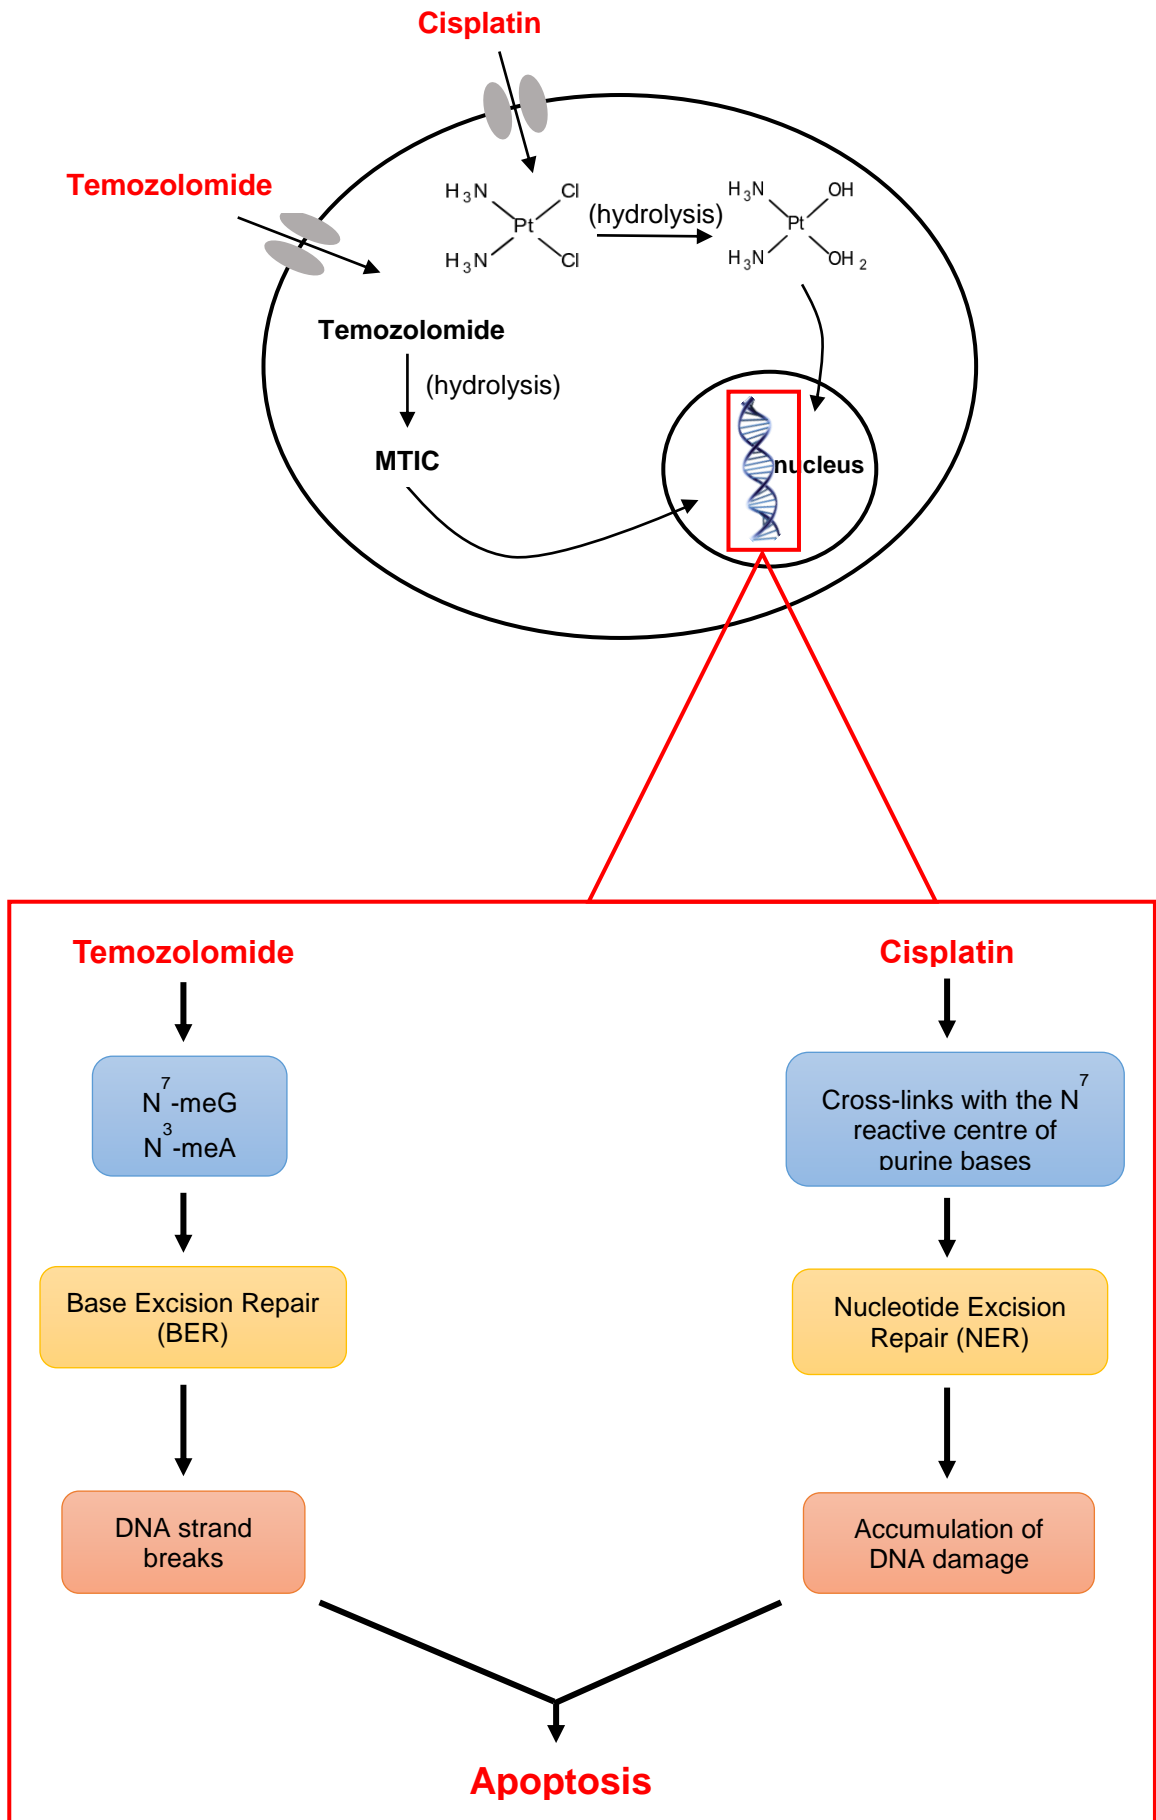 Cisplatin
Temozolomide
H3N Cl
Pt
H3N Cl
(hydrolysis)
H3N OH
Pt
H3N OH2
Temozolomide
(hydrolysis)
MTIC
nucleus
Temozolomide
Cisplatin
N7-meG
N3-meA
Cross-links with the N7
reactive centre of
purine bases
Base Excision Repair
(BER)
Nucleotide Excision
Repair (NER)
DNA strand
breaks
Accumulation of
DNA damage
Apoptosis